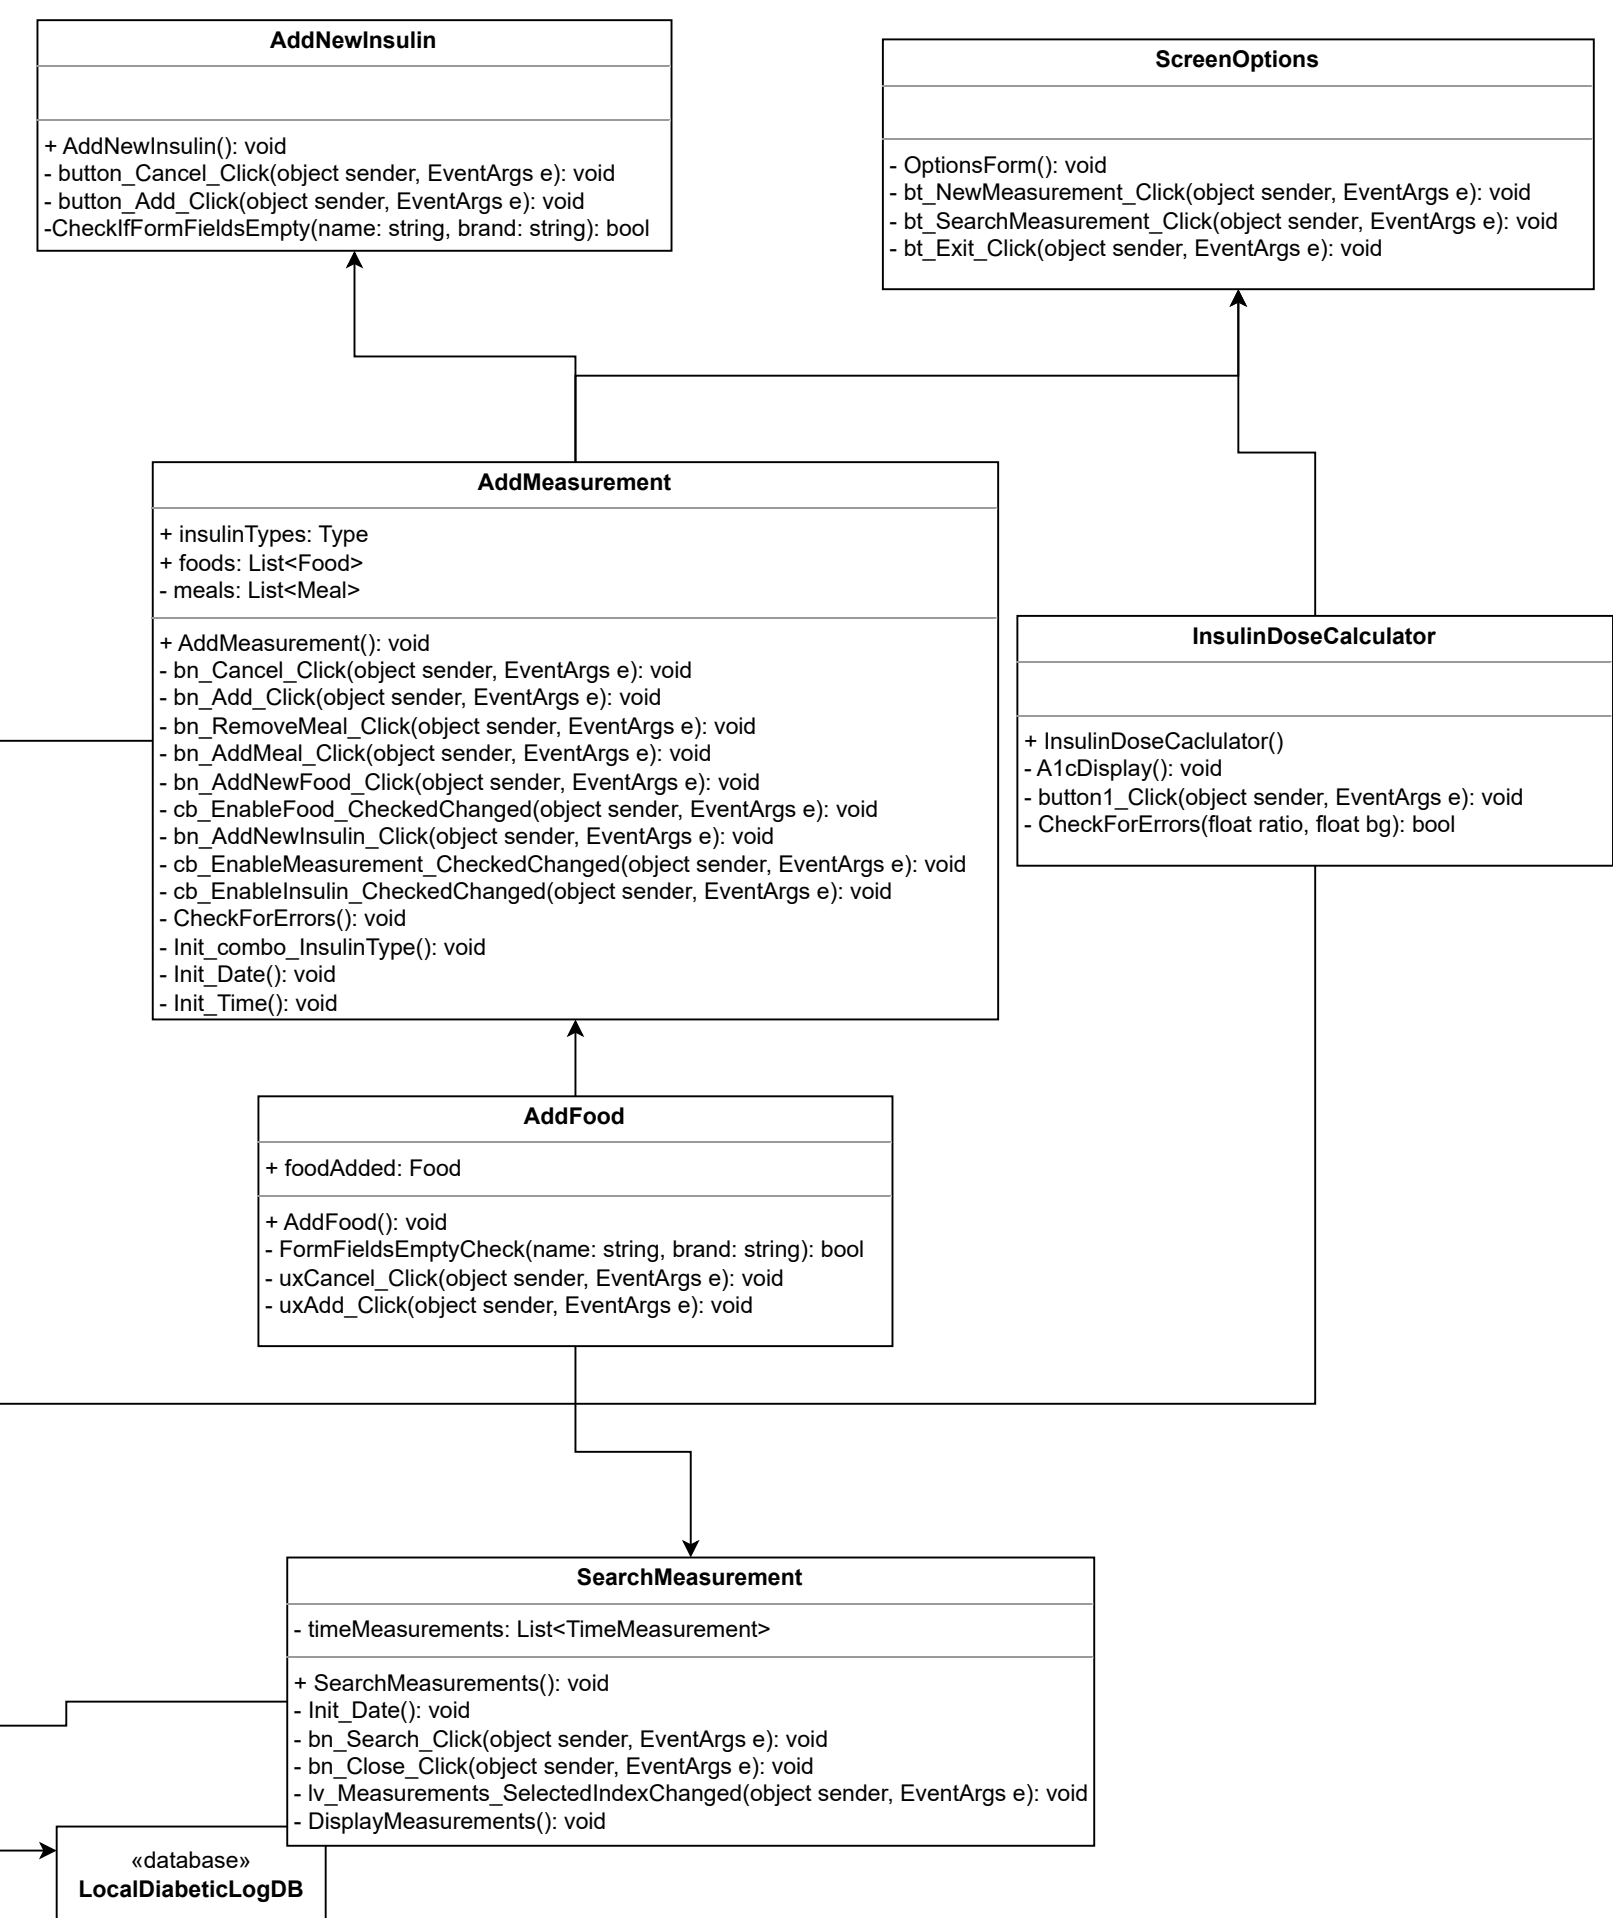 AddNewInsulin
+ AddNewInsulin(): void
- button_Cancel_Click(object sender, EventArgs e): void
- button_Add_Click(object sender, EventArgs e): void
-CheckIfFormFieldsEmpty(name: string, brand: string): bool
ScreenOptions
- OptionsForm(): void
- bt_NewMeasurement_Click(object sender, EventArgs e): void
- bt_SearchMeasurement_Click(object sender, EventArgs e): void
- bt_Exit_Click(object sender, EventArgs e): void
AddMeasurement
+ insulinTypes: Type
+ foods: List<Food>
- meals: List<Meal>
+ AddMeasurement(): void
- bn_Cancel_Click(object sender, EventArgs e): void
- bn_Add_Click(object sender, EventArgs e): void
- bn_RemoveMeal_Click(object sender, EventArgs e): void
- bn_AddMeal_Click(object sender, EventArgs e): void
- bn_AddNewFood_Click(object sender, EventArgs e): void
- cb_EnableFood_CheckedChanged(object sender, EventArgs e): void
- bn_AddNewInsulin_Click(object sender, EventArgs e): void
- cb_EnableMeasurement_CheckedChanged(object sender, EventArgs e): void
- cb_EnableInsulin_CheckedChanged(object sender, EventArgs e): void
- CheckForErrors(): void
- Init_combo_InsulinType(): void
- Init_Date(): void
- Init_Time(): void
InsulinDoseCalculator
+ InsulinDoseCaclulator()
- A1cDisplay(): void
- button1_Click(object sender, EventArgs e): void
- CheckForErrors(float ratio, float bg): bool
AddFood
+ foodAdded: Food
+ AddFood(): void
- FormFieldsEmptyCheck(name: string, brand: string): bool
- uxCancel_Click(object sender, EventArgs e): void
- uxAdd_Click(object sender, EventArgs e): void
SearchMeasurement
- timeMeasurements: List<TimeMeasurement>
+ SearchMeasurements(): void
- Init_Date(): void
- bn_Search_Click(object sender, EventArgs e): void
- bn_Close_Click(object sender, EventArgs e): void
- lv_Measurements_SelectedIndexChanged(object sender, EventArgs e): void
- DisplayMeasurements(): void
«database»
LocalDiabeticLogDB